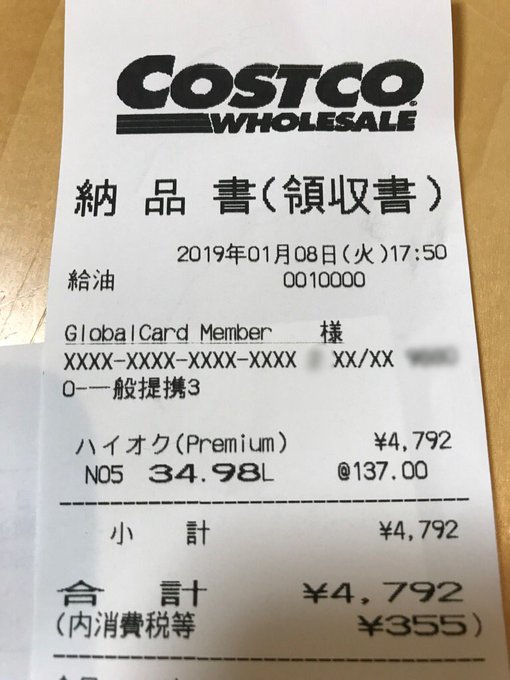 COSTCO
WHOLESALE
納品書(領収書)
2019年01月08日(火)17:50
給油 0010000
GlobalCard Member 様
XXXX-XXXX-XXXX-XXXX XX/XX
0-一般提携3
ハイオク(Premium) ¥4,792
NO5 34.98L @137.00
小 計 ¥4,792
合 計 ¥4,792
(内消費税等 ¥355)